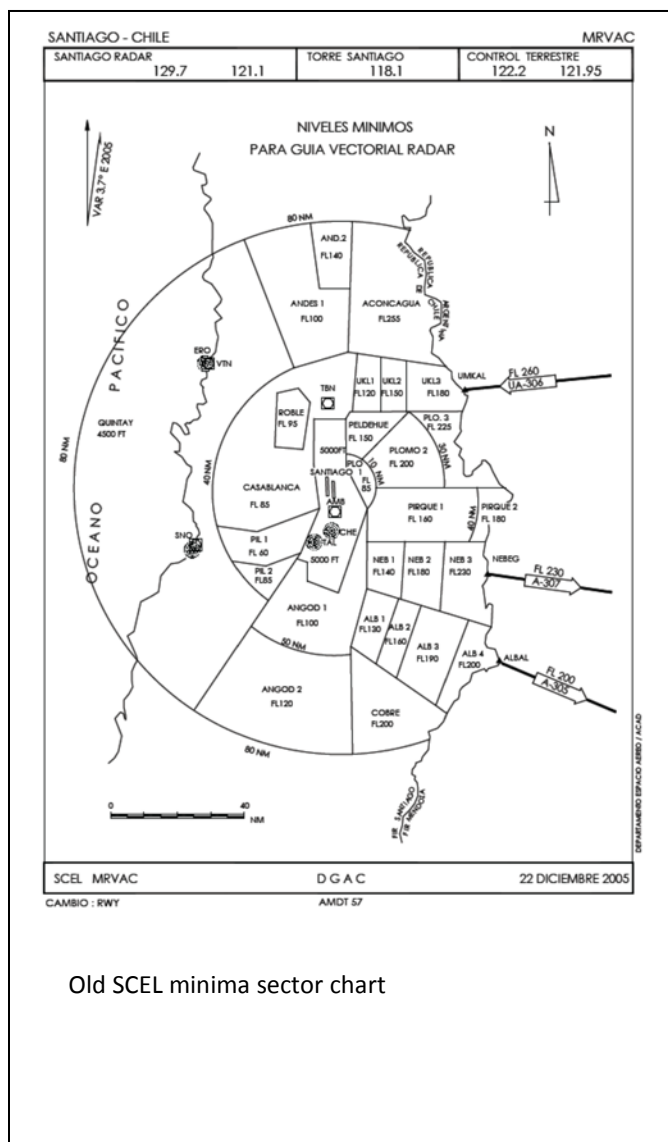 SANTIAGO - CHILE
MRVAC
SANTIAGO RADAR
129.7 121.1
TORRE SANTIAGO
118.1
CONTROL TERRESTRE
122.2 121.95
NIVELES MINIMOS
PARA GUIA VECTORIAL RADAR
VAR 3.7° E 2005
N
80 NM
AND.2
FL140
ANDES 1
FL100
ACONCAGUA
FL255
REPUBLICA DE CHILE
REPUBLICA ARGENTINA
OCEANO PACIFICO
ERO
VTN
QUINTAY
4500 FT
80 NM
40 NM
TBN
ROBLE
FL 95
UKL1
FL120
UKL2
FL150
UKL3
FL180
UMKAL
FL 260
UA-306
PLO. 3
FL 225
PELDEHUE
FL 150
5000FT
PLOMO 2
FL 200
30 NM
10 NM
PLO 1
FL 85
SANTIAGO
AMB
CASABLANCA
FL 85
PIRQUE 1
FL 160
40 NM
PIRQUE 2
FL 180
SNO
CHE
TAL
5000 FT
PIL 1
FL 60
PIL 2
FL85
NEB 1
FL140
NEB 2
FL180
NEB 3
FL230
NEBEG
FL 230
A-307
ANGOD 1
FL100
50 NM
ALB 1
FL130
ALB 2
FL160
ALB 3
FL190
ALB 4
FL200
ALBAL
FL 200
A-305
ANGOD 2
FL120
COBRE
FL200
80 NM
FIR SANTIAGO
FIR MENDOZA
0 40
NM
DEPARTAMENTO ESPACIO AEREO / ACAD
SCEL MRVAC
D G A C
22 DICIEMBRE 2005
CAMBIO : RWY
AMDT 57
Old SCEL minima sector chart